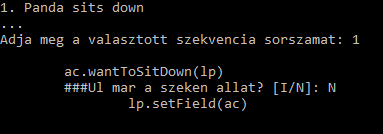 1. Panda sits down
...
Adja meg a valasztott szekvencia sorszamat: 1
ac.wantToSitDown(lp)
###Ul mar a szeken allat? [I/N]: N
lp.setField(ac)